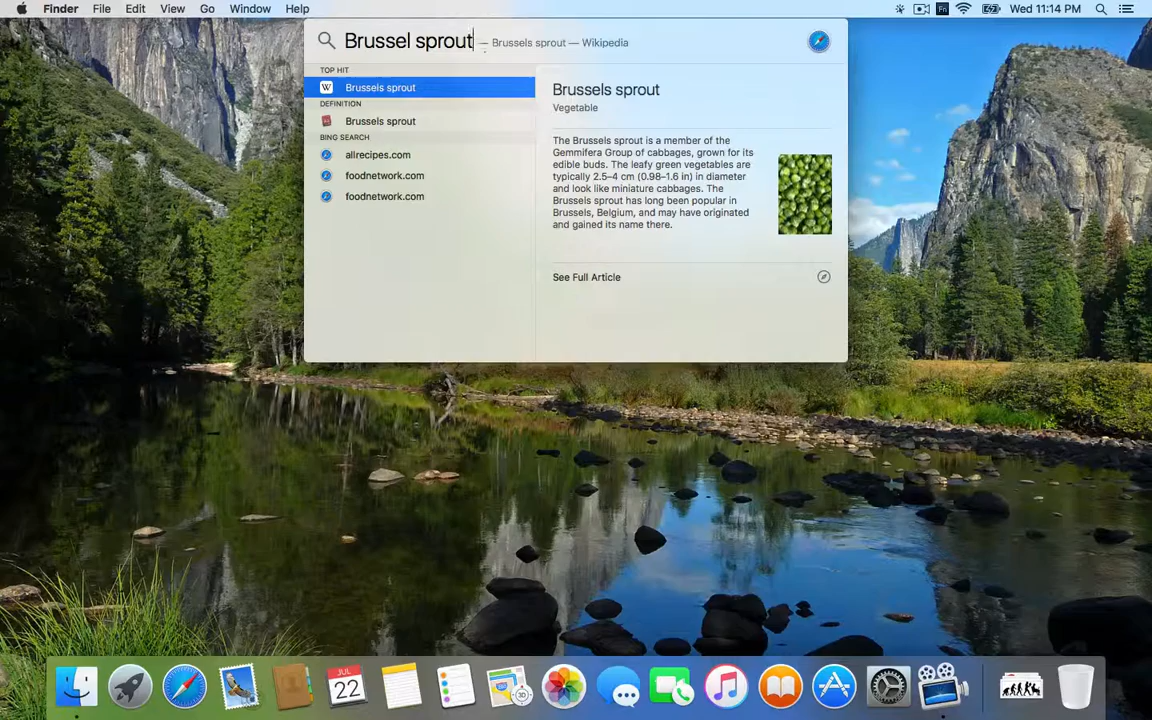 Finder File Edit View Go Window Help Fn Wed 11:14 PM
Brussel sprout — Brussels sprout — Wikipedia
TOP HIT
W Brussels sprout
DEFINITION
Brussels sprout
BING SEARCH
allrecipes.com
foodnetwork.com
foodnetwork.com
Brussels sprout
Vegetable
The Brussels sprout is a member of the
Gemmifera Group of cabbages, grown for its
edible buds. The leafy green vegetables are
typically 2.5–4 cm (0.98–1.6 in) in diameter
and look like miniature cabbages. The
Brussels sprout has long been popular in
Brussels, Belgium, and may have originated
and gained its name there.
See Full Article
JUL
22
3D